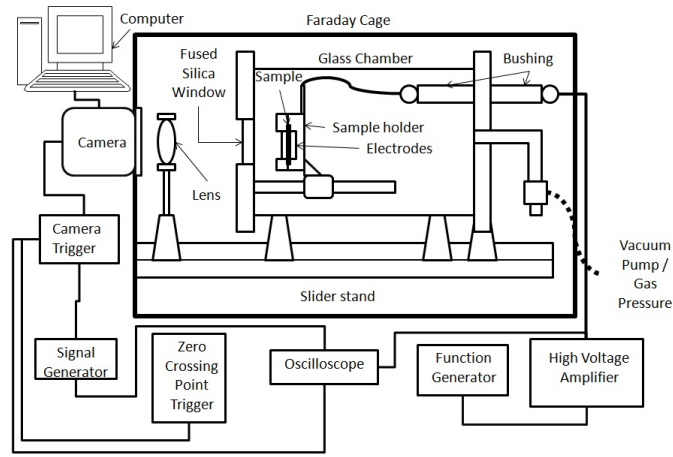 Computer
Faraday Cage
Fused
Silica
Window
Glass Chamber
Bushing
Sample
Camera
Sample holder
Electrodes
Lens
Camera
Trigger
Vacuum
Pump /
Gas
Pressure
Slider stand
Signal
Generator
Zero
Crossing
Point
Trigger
Oscilloscope
Function
Generator
High Voltage
Amplifier